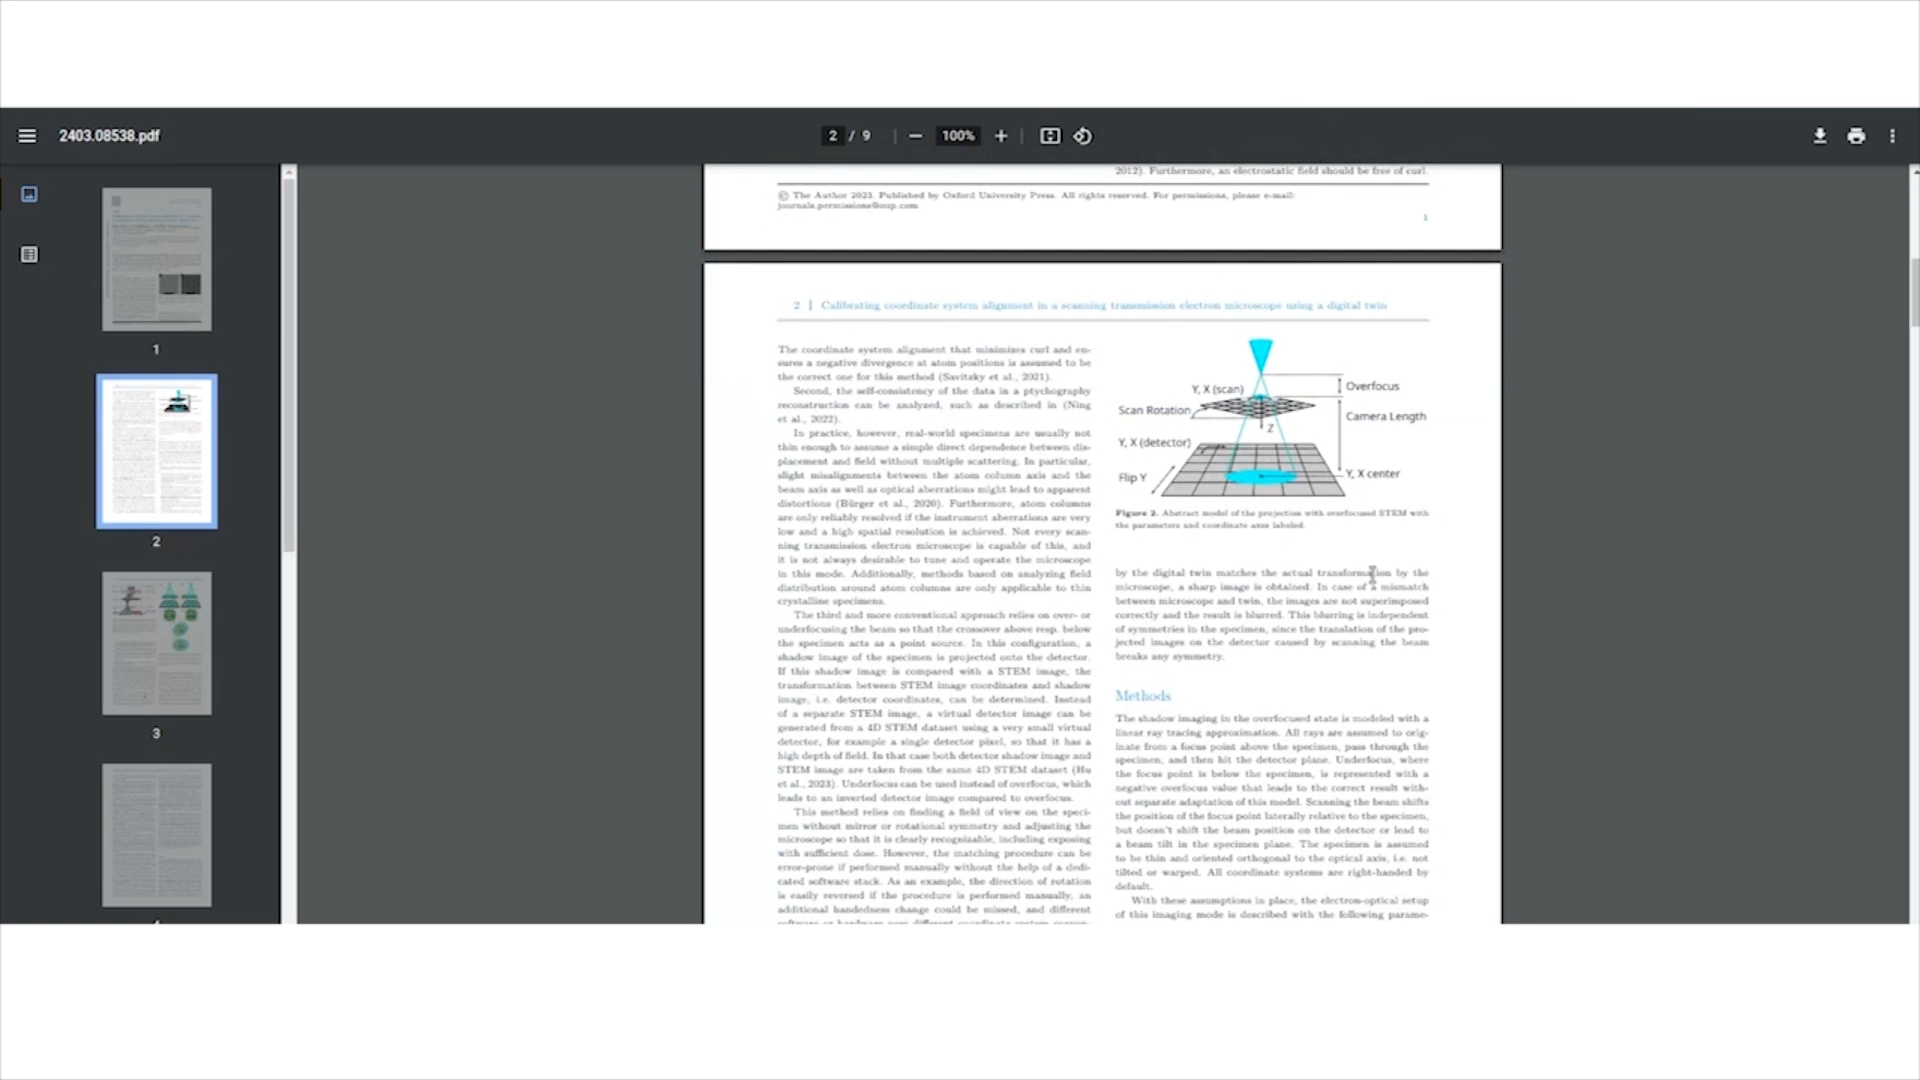 2403.08538.pdf
2 / 9
100%
1
2
3
2012). Furthermore, an electrostatic field should be free of curl.
© The Author 2023. Published by Oxford University Press. All rights reserved. For permissions, please e-mail:
journals.permissions@oup.com
1
2 | Calibrating coordinate system alignment in a scanning transmission electron microscope using a digital twin
The coordinate system alignment that minimizes curl and en-
sures a negative divergence at atom positions is assumed to be
the correct one for this method (Savitzky et al., 2021).
Second, the self-consistency of the data in a ptychography
reconstruction can be analyzed, such as described in (Ning
et al., 2022).
In practice, however, real-world specimens are usually not
thin enough to assume a simple direct dependence between dis-
placement and field without multiple scattering. In particular,
slight misalignments between the atom column axis and the
beam axis as well as optical aberrations might lead to apparent
distortions (Bürger et al., 2020). Furthermore, atom columns
are only reliably resolved if the instrument aberrations are very
low and a high spatial resolution is achieved. Not every scan-
ning transmission electron microscope is capable of this, and
it is not always desirable to tune and operate the microscope
in this mode. Additionally, methods based on analyzing field
distribution around atom columns are only applicable to thin
crystalline specimens.
The third and more conventional approach relies on over- or
underfocusing the beam so that the crossover above resp. below
the specimen acts as a point source. In this configuration, a
shadow image of the specimen is projected onto the detector.
If this shadow image is compared with a STEM image, the
transformation between STEM image coordinates and shadow
image, i.e. detector coordinates, can be determined. Instead
of a separate STEM image, a virtual detector image can be
generated from a 4D STEM dataset using a very small virtual
detector, for example a single detector pixel, so that it has a
high depth of field. In that case both detector shadow image and
STEM image are taken from the same 4D STEM dataset (Hu
et al., 2023). Underfocus can be used instead of overfocus, which
leads to an inverted detector image compared to overfocus.
This method relies on finding a field of view on the speci-
men without mirror or rotational symmetry and adjusting the
microscope so that it is clearly recognizable, including exposing
with sufficient dose. However, the matching procedure can be
error-prone if performed manually without the help of a dedi-
cated software stack. As an example, the direction of rotation
is easily reversed if the procedure is performed manually, an
additional handedness change could be missed, and different
software or hardware uses different coordinate system
Y, X (scan)
Overfocus
Scan Rotation
Camera Length
Z
Y, X (detector)
Flip Y
Y, X center
Figure 2. Abstract model of the projection with overfocused STEM with
the parameters and coordinate axes labeled.
by the digital twin matches the actual transformation by the
microscope, a sharp image is obtained. In case of a mismatch
between microscope and twin, the images are not superimposed
correctly and the result is blurred. This blurring is independent
of symmetries in the specimen, since the translation of the pro-
jected images on the detector caused by scanning the beam
breaks any symmetry.
Methods
The shadow imaging in the overfocused state is modeled with a
linear ray tracing approximation. All rays are assumed to orig-
inate from a focus point above the specimen, pass through the
specimen, and then hit the detector plane. Underfocus, where
the focus point is below the specimen, is represented with a
negative overfocus value that leads to the correct result with-
out separate adaptation of this model. Scanning the beam shifts
the position of the focus point laterally relative to the specimen,
but doesn't shift the beam position on the detector or lead to
a beam tilt in the specimen plane. The specimen is assumed
to be thin and oriented orthogonal to the optical axis, i.e. not
tilted or warped. All coordinate systems are right-handed by
default.
With these assumptions in place, the electron-optical setup
of this imaging mode is described with the following parame-